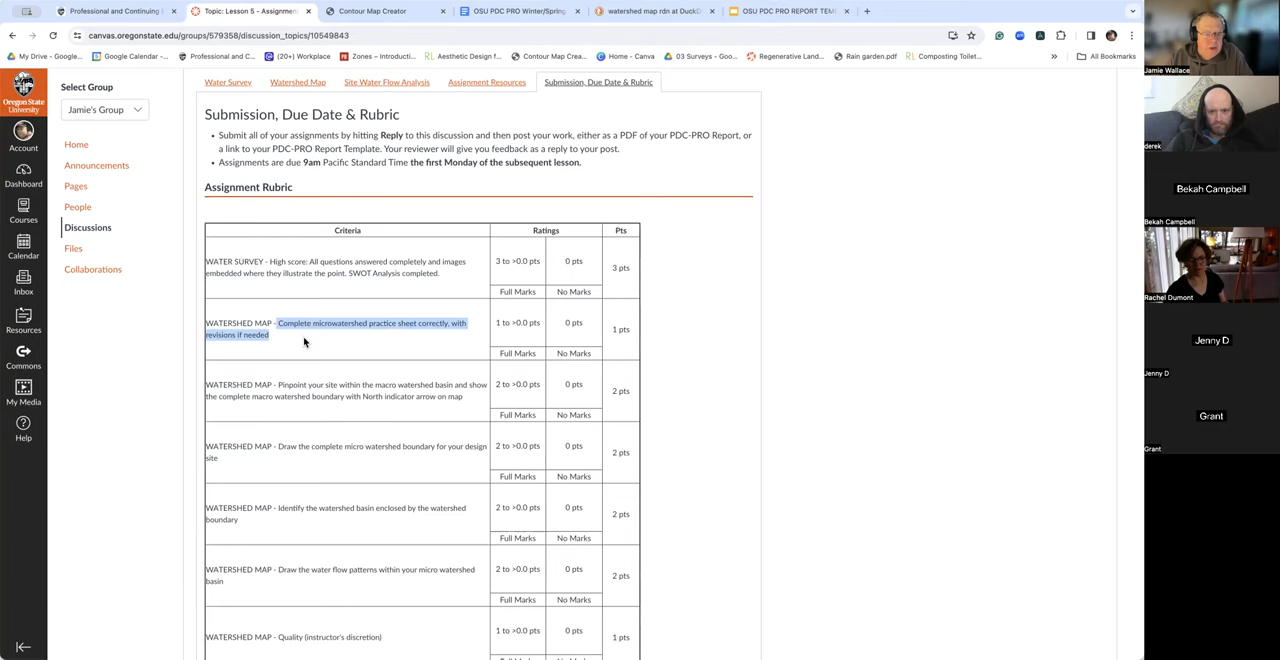 Professional and Continuing
Topic: Lesson 5 - Assignment
Contour Map Creator
OSU PDC PRO Winter/Spring
watershed map rdn at DuckD
OSU PDC PRO REPORT TEM
canvas.oregonstate.edu/groups/579358/discussion_topics/10549843
My Drive - Google...
Google Calendar -...
Professional and C...
(20+) Workplace
Zones – Introducti...
Aesthetic Design f...
Contour Map Crea...
Home - Canva
03 Surveys - Goo...
Regenerative Land...
Rain garden.pdf
Composting Toilet...
All Bookmarks
Oregon State
University
Account
Dashboard
Courses
Calendar
Inbox
Resources
Commons
My Media
Help
Select Group
Jamie's Group
Home
Announcements
Pages
People
Discussions
Files
Collaborations
Water Survey
Watershed Map
Site Water Flow Analysis
Assignment Resources
Submission, Due Date & Rubric
Submission, Due Date & Rubric
Submit all of your assignments by hitting Reply to this discussion and then post your work, either as a PDF of your PDC-PRO Report, or
a link to your PDC-PRO Report Template. Your reviewer will give you feedback as a reply to your post.
Assignments are due 9am Pacific Standard Time the first Monday of the subsequent lesson.
Assignment Rubric
Criteria Ratings Pts
WATER SURVEY - High score: All questions answered completely and images
embedded where they illustrate the point. SWOT Analysis completed.
3 to >0.0 pts
Full Marks
0 pts
No Marks
3 pts
WATERSHED MAP - Complete microwatershed practice sheet correctly, with
revisions if needed
1 to >0.0 pts
Full Marks
0 pts
No Marks
1 pts
WATERSHED MAP - Pinpoint your site within the macro watershed basin and show
the complete macro watershed boundary with North indicator arrow on map
2 to >0.0 pts
Full Marks
0 pts
No Marks
2 pts
WATERSHED MAP - Draw the complete micro watershed boundary for your design
site
2 to >0.0 pts
Full Marks
0 pts
No Marks
2 pts
WATERSHED MAP - Identify the watershed basin enclosed by the watershed
boundary
2 to >0.0 pts
Full Marks
0 pts
No Marks
2 pts
WATERSHED MAP - Draw the water flow patterns within your micro watershed
basin
2 to >0.0 pts
Full Marks
0 pts
No Marks
2 pts
WATERSHED MAP - Quality (instructor's discretion)
1 to >0.0 pts
0 pts
1 pts
Jamie Wallace
derek
Bekah Campbell
Bekah Campbell
Rachel Dumont
Jenny D
Jenny D
Grant
Grant